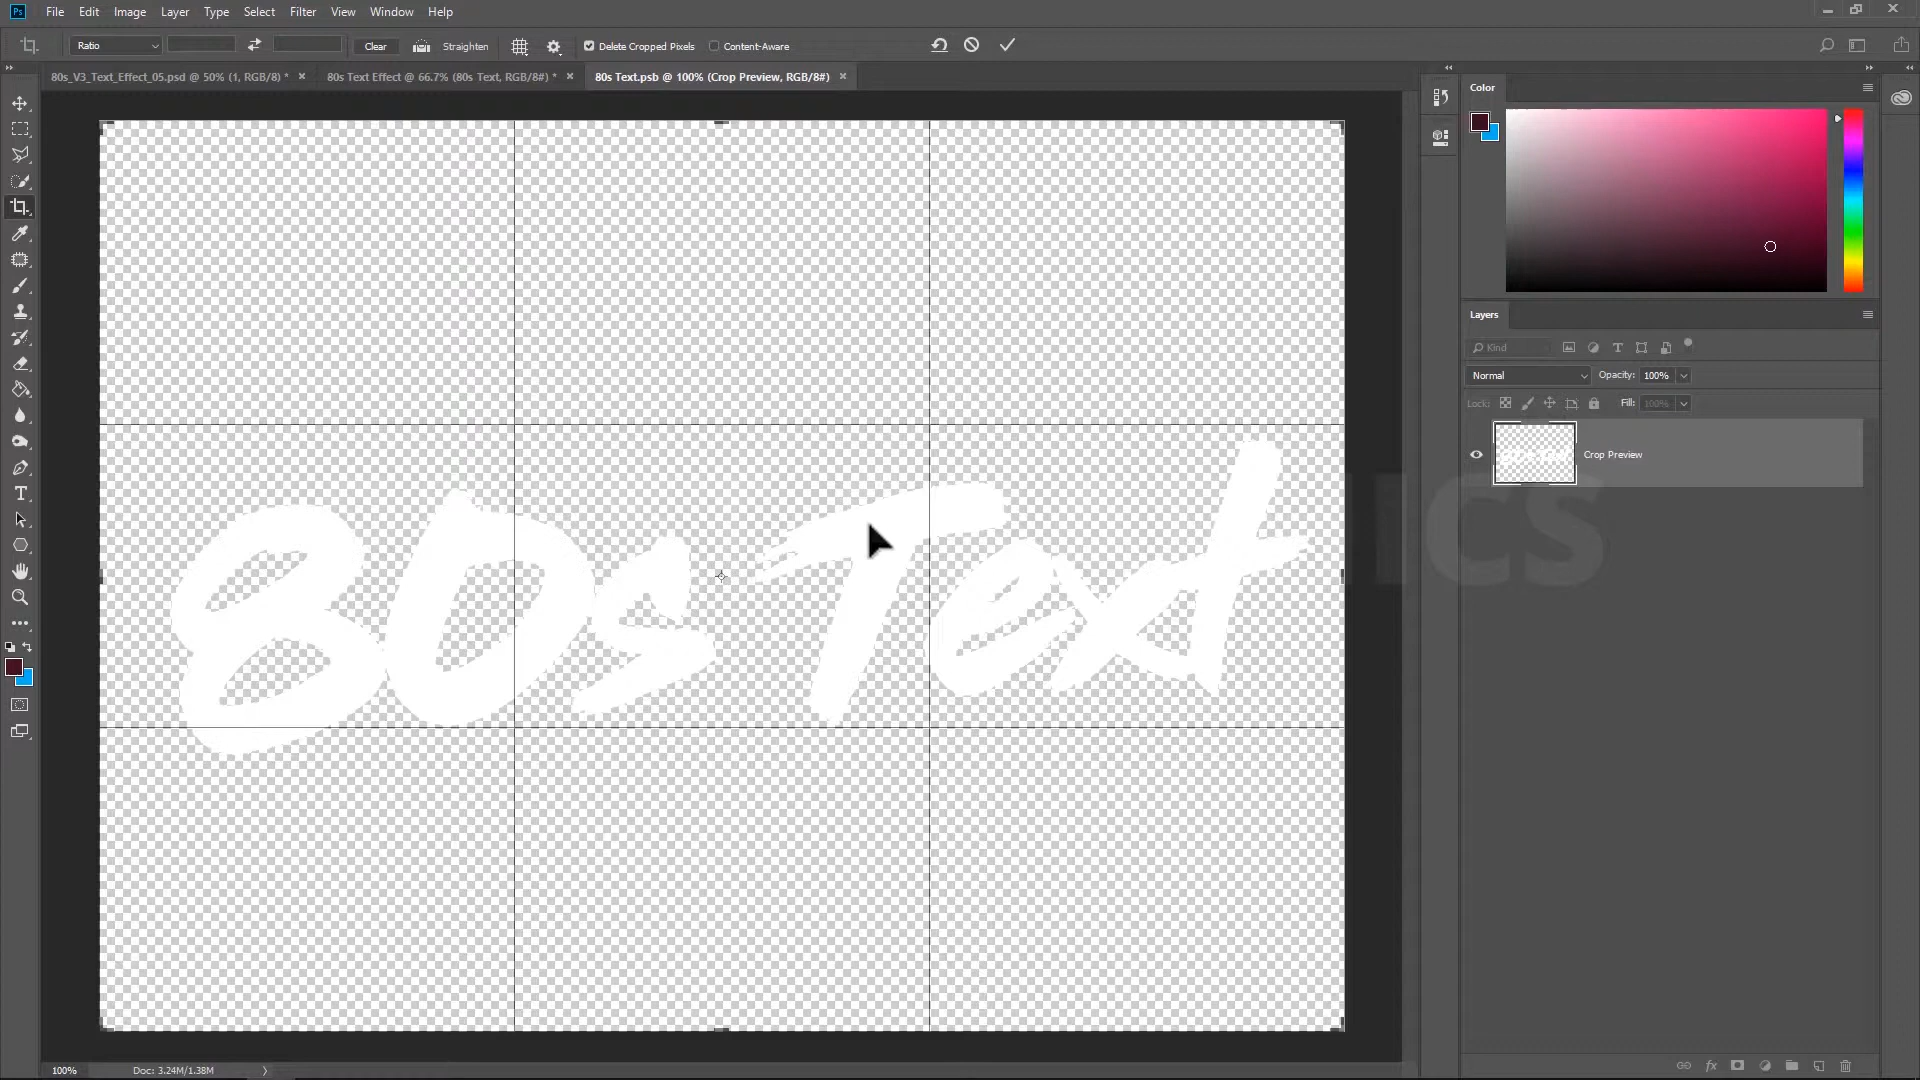 Ps File Edit Image Layer Type Select Filter View Window Help
Ratio Clear Straighten Delete Cropped Pixels Content-Aware
80s_V3_Text_Effect_05.psd @ 50% (1, RGB/8) * × 80s Text Effect @ 66.7% (80s Text, RGB/8#) * × 80s Text.psb @ 100% (Crop Preview, RGB/8#) ×
Color
Layers
Kind
Normal Opacity: 100%
Lock: Fill: 100%
Crop Preview
80s Text
100% Doc: 3.24M/1.38M